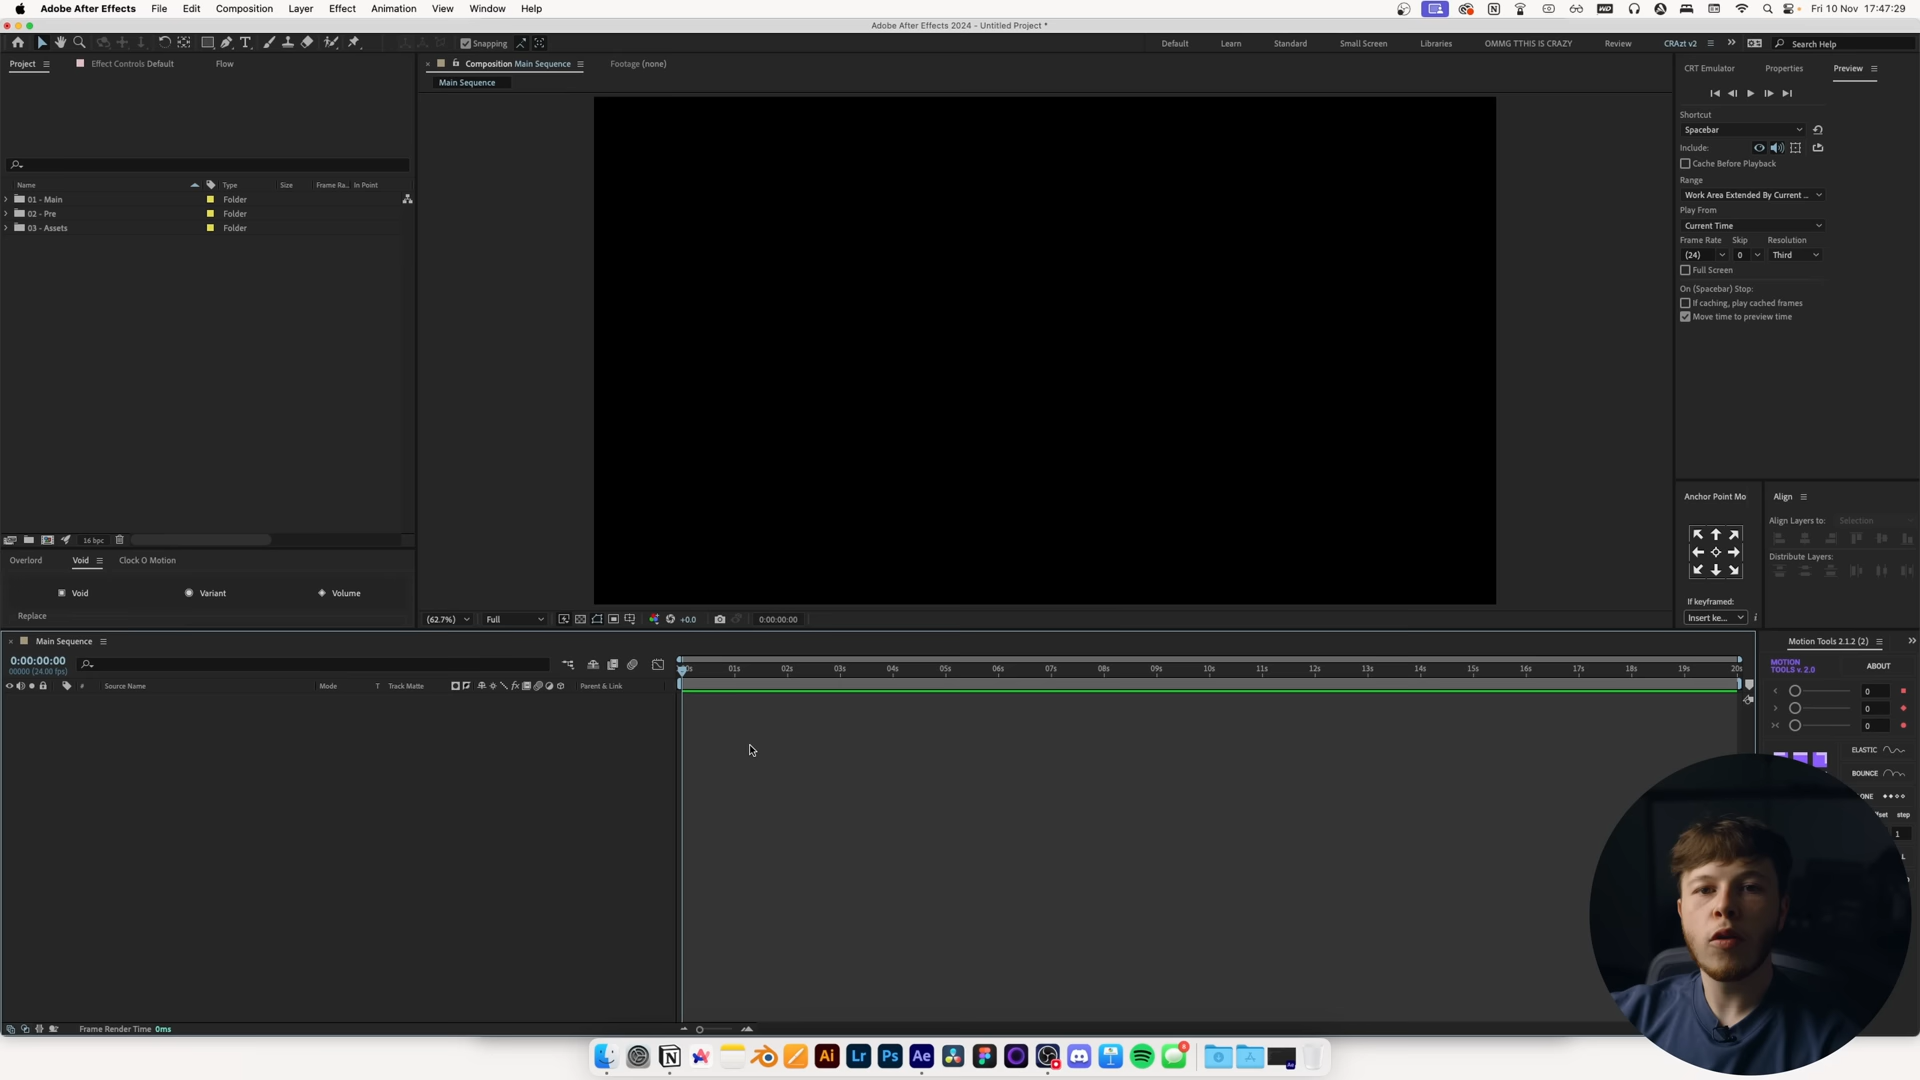 Adobe After Effects File Edit Composition Layer Effect Animation View Window Help Fri 10 Nov 17:47:29
Adobe After Effects 2024 - Untitled Project *
Snapping Default Learn Standard Small Screen Libraries OMMG TTHIS IS CRAZY Review CRAzt v2 Search Help
Project Effect Controls Default Flow
Composition Main Sequence Footage (none)
Main Sequence
Name Type Size Frame Ra... In Point
01 - Main Folder
02 - Pre Folder
03 - Assets Folder
16 bpc
Overlord Void Clock O Motion
Void Variant Volume
Replace
(62.7%) Full +0.0 0:00:00:00
CRT Emulator Properties Preview
Shortcut
Spacebar
Include:
Cache Before Playback
Range
Work Area Extended By Current ...
Play From
Current Time
Frame Rate Skip Resolution
(24) 0 Third
Full Screen
On (Spacebar) Stop:
If caching, play cached frames
Move time to preview time
Anchor Point Mo Align
Align Layers to: Selection
Distribute Layers:
If keyframed:
Insert ke...
Main Sequence
0:00:00:00
00000 (24.00 fps)
# Source Name Mode T Track Matte fx Parent & Link
01s 02s 03s 04s 05s 06s 07s 08s 09s 10s 11s 12s 13s 14s 15s 16s 17s 18s 19s 20s
Motion Tools 2.1.2 (2)
MOTION TOOLS v. 2.0 ABOUT
0
0
0
ELASTIC
BOUNCE
step
1
Frame Render Time 0ms
Ai Lr Ps Ae